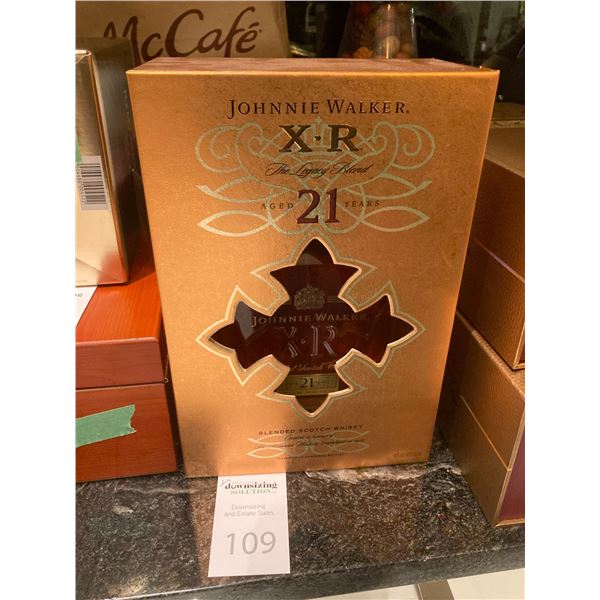 McCafé
JOHNNIE WALKER.
X·R
The Legacy Blend
AGED 21 YEARS
JOHNNIE WALKER.
X·R
21
BLENDED SCOTCH WHISKY
downsizing
SOLUTION
Downsizing
and Estate Sales
109